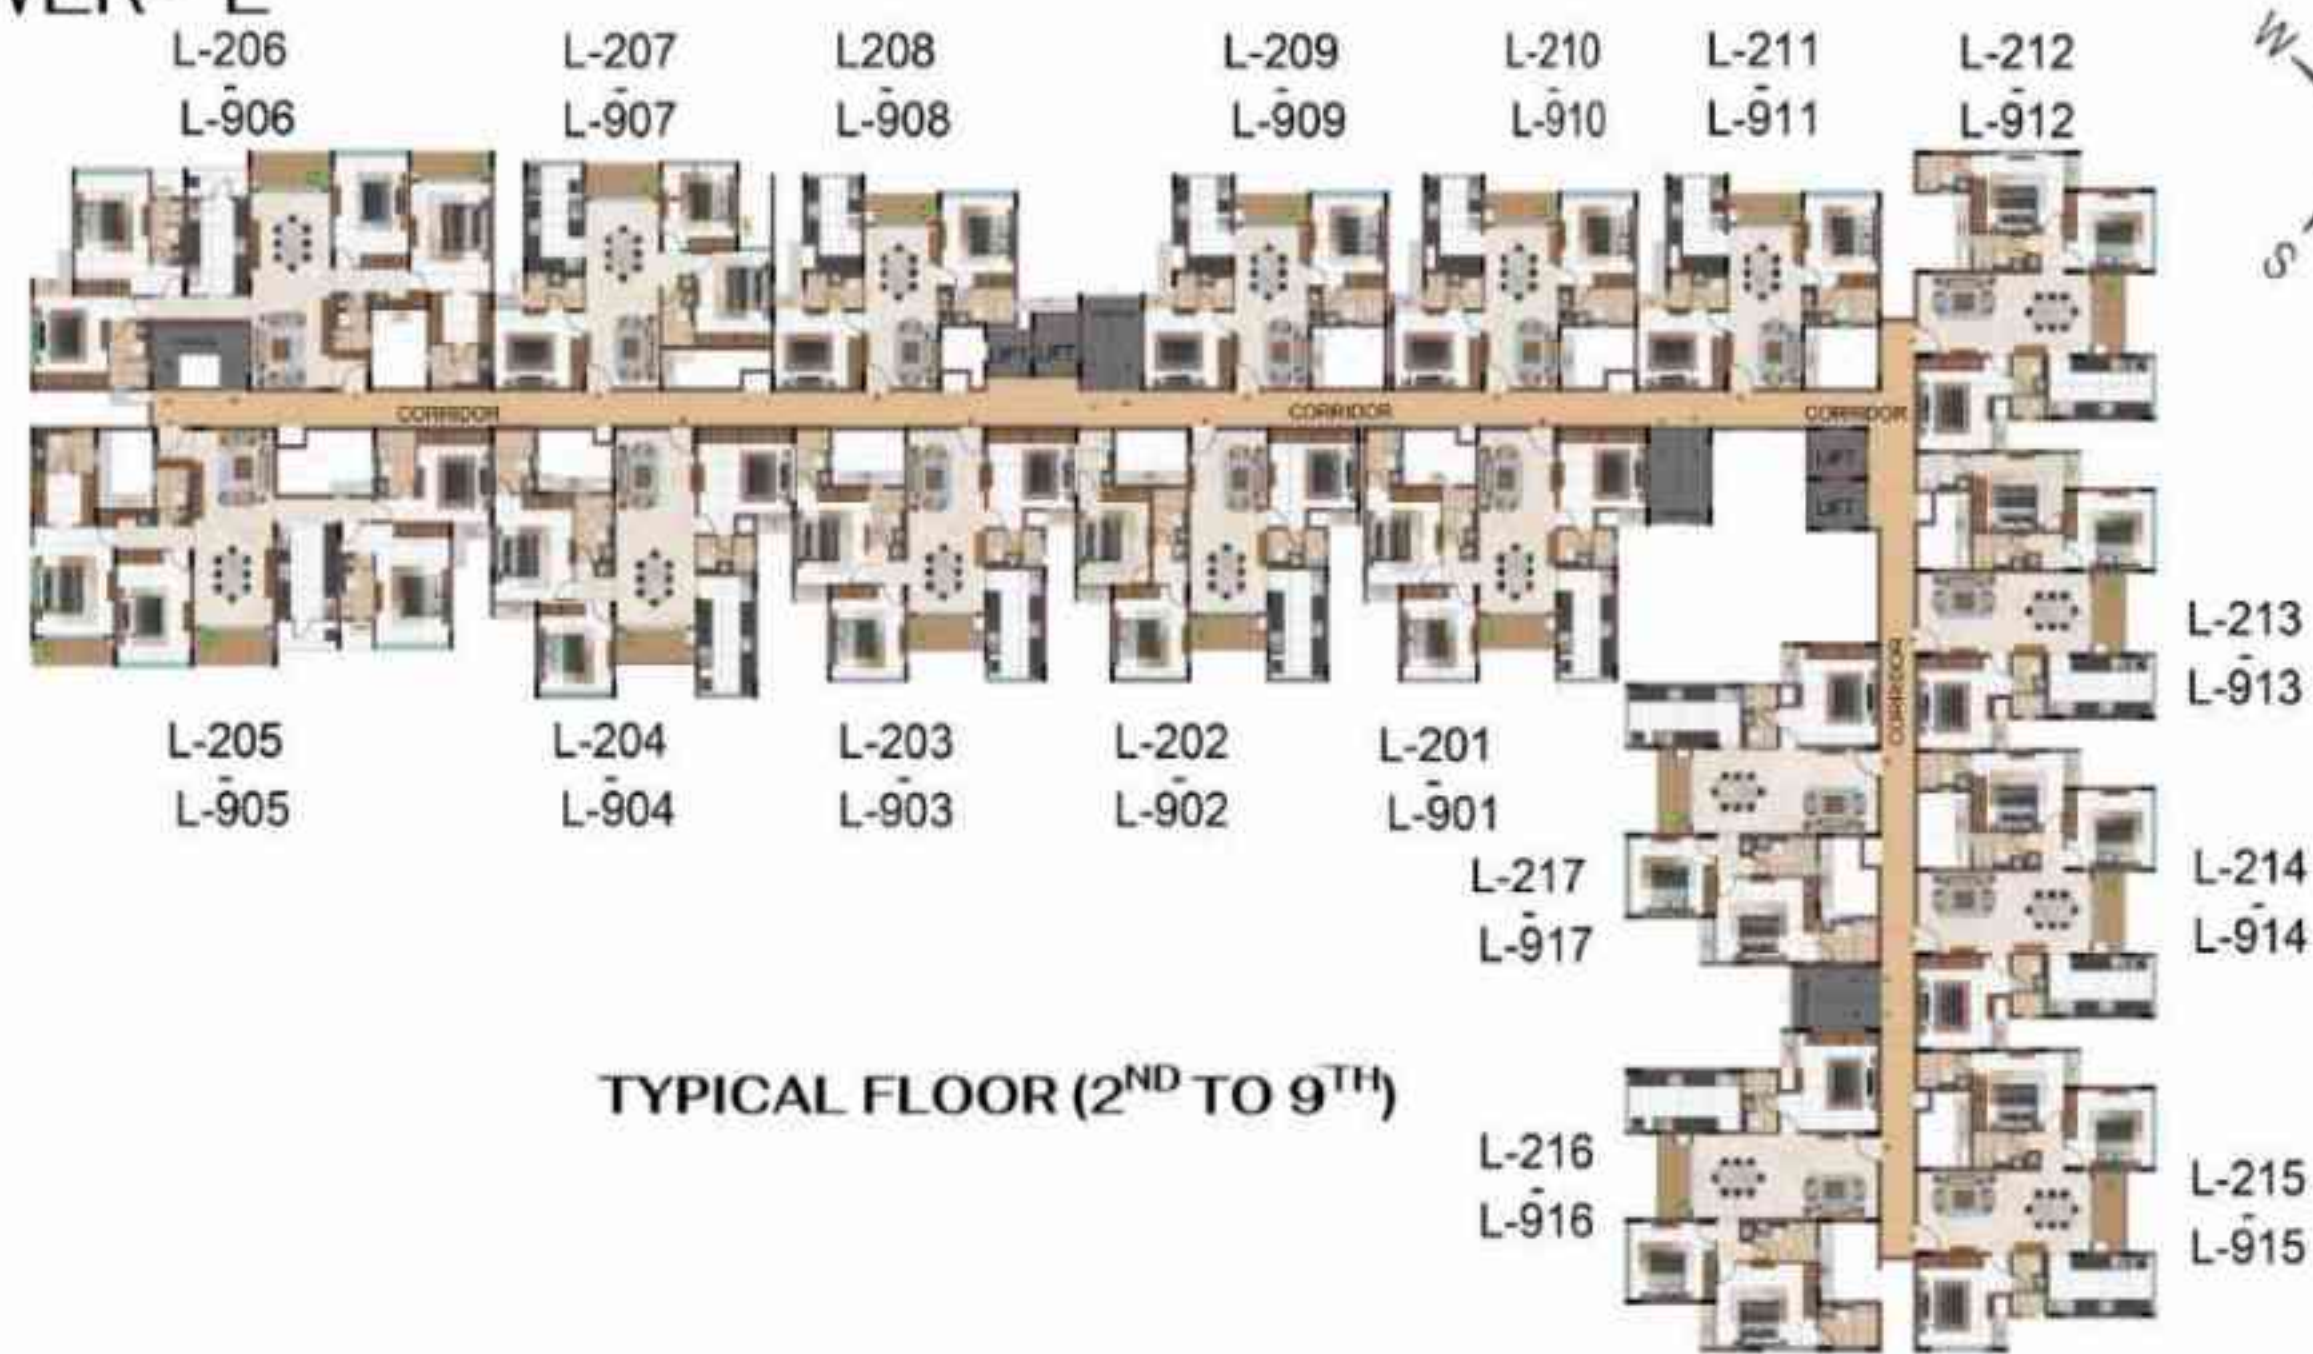 L-206
-
L-906
L-207
-
L-907
L208
-
L-908
L-209
-
L-909
L-210
-
L-910
L-211
-
L-911
L-212
-
L-912
W
S
LIFT LIFT
CORRIDOR
CORRIDOR
CORRIDOR
LIFT
LIFT
CORRIDOR
L-205
-
L-905
L-204
-
L-904
L-203
-
L-903
L-202
-
L-902
L-201
-
L-901
L-213
-
L-913
L-217
-
L-917
L-214
-
L-914
TYPICAL FLOOR (2ND TO 9TH)
L-216
-
L-916
L-215
-
L-915